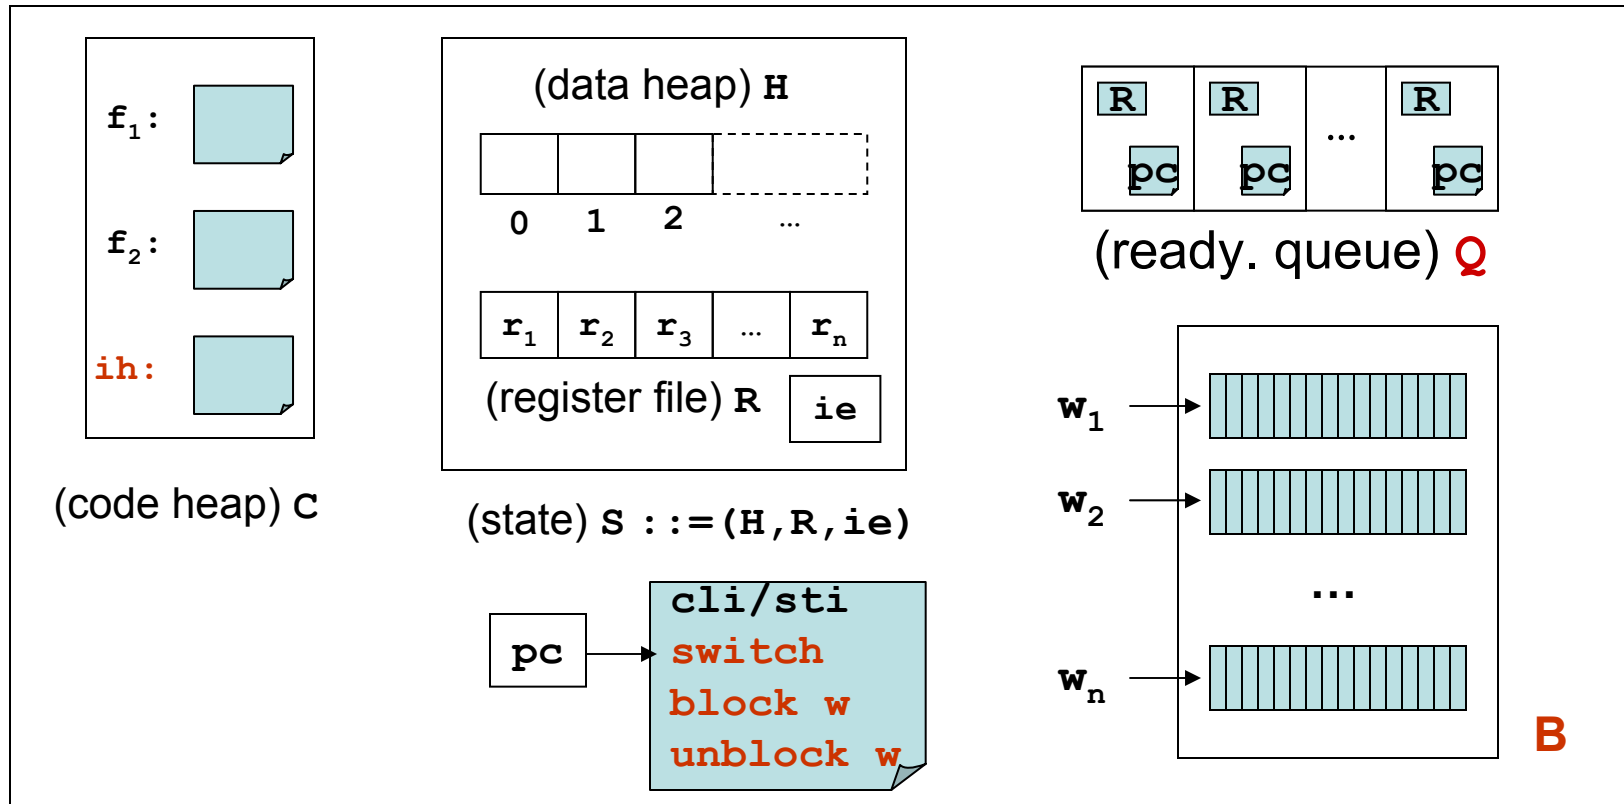 f1:
f2:
ih:
(code heap) C
(data heap) H
0 1 2 ...
r1 r2 r3 ... rn
(register file) R
ie
(state) S ::=(H,R,ie)
pc
cli/sti
switch
block w
unblock w
R R ... R
pc pc pc
(ready. queue) Q
w1
w2
...
wn
B